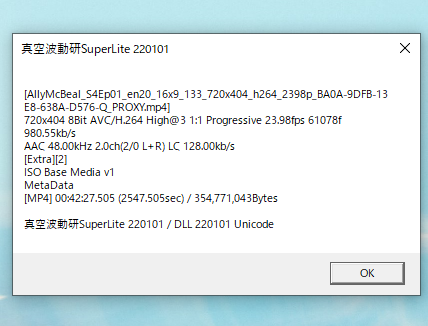 真空波動研SuperLite 220101
[AllyMcBeal_S4Ep01_en20_16x9_133_720x404_h264_2398p_BA0A-9DFB-13
E8-638A-D576-Q_PROXY.mp4]
720x404 8Bit AVC/H.264 High@3 1:1 Progressive 23.98fps 61078f
980.55kb/s
AAC 48.00kHz 2.0ch(2/0 L+R) LC 128.00kb/s
[Extra][2]
ISO Base Media v1
MetaData
[MP4] 00:42:27.505 (2547.505sec) / 354,771,043Bytes
真空波動研SuperLite 220101 / DLL 220101 Unicode
OK